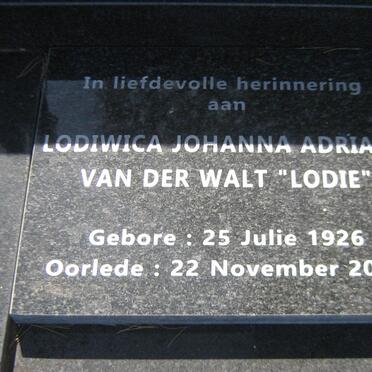 In liefdevolle herinnering
aan
LODIWICA JOHANNA ADRIA
VAN DER WALT "LODIE"
Gebore : 25 Julie 1926
Oorlede : 22 November 20